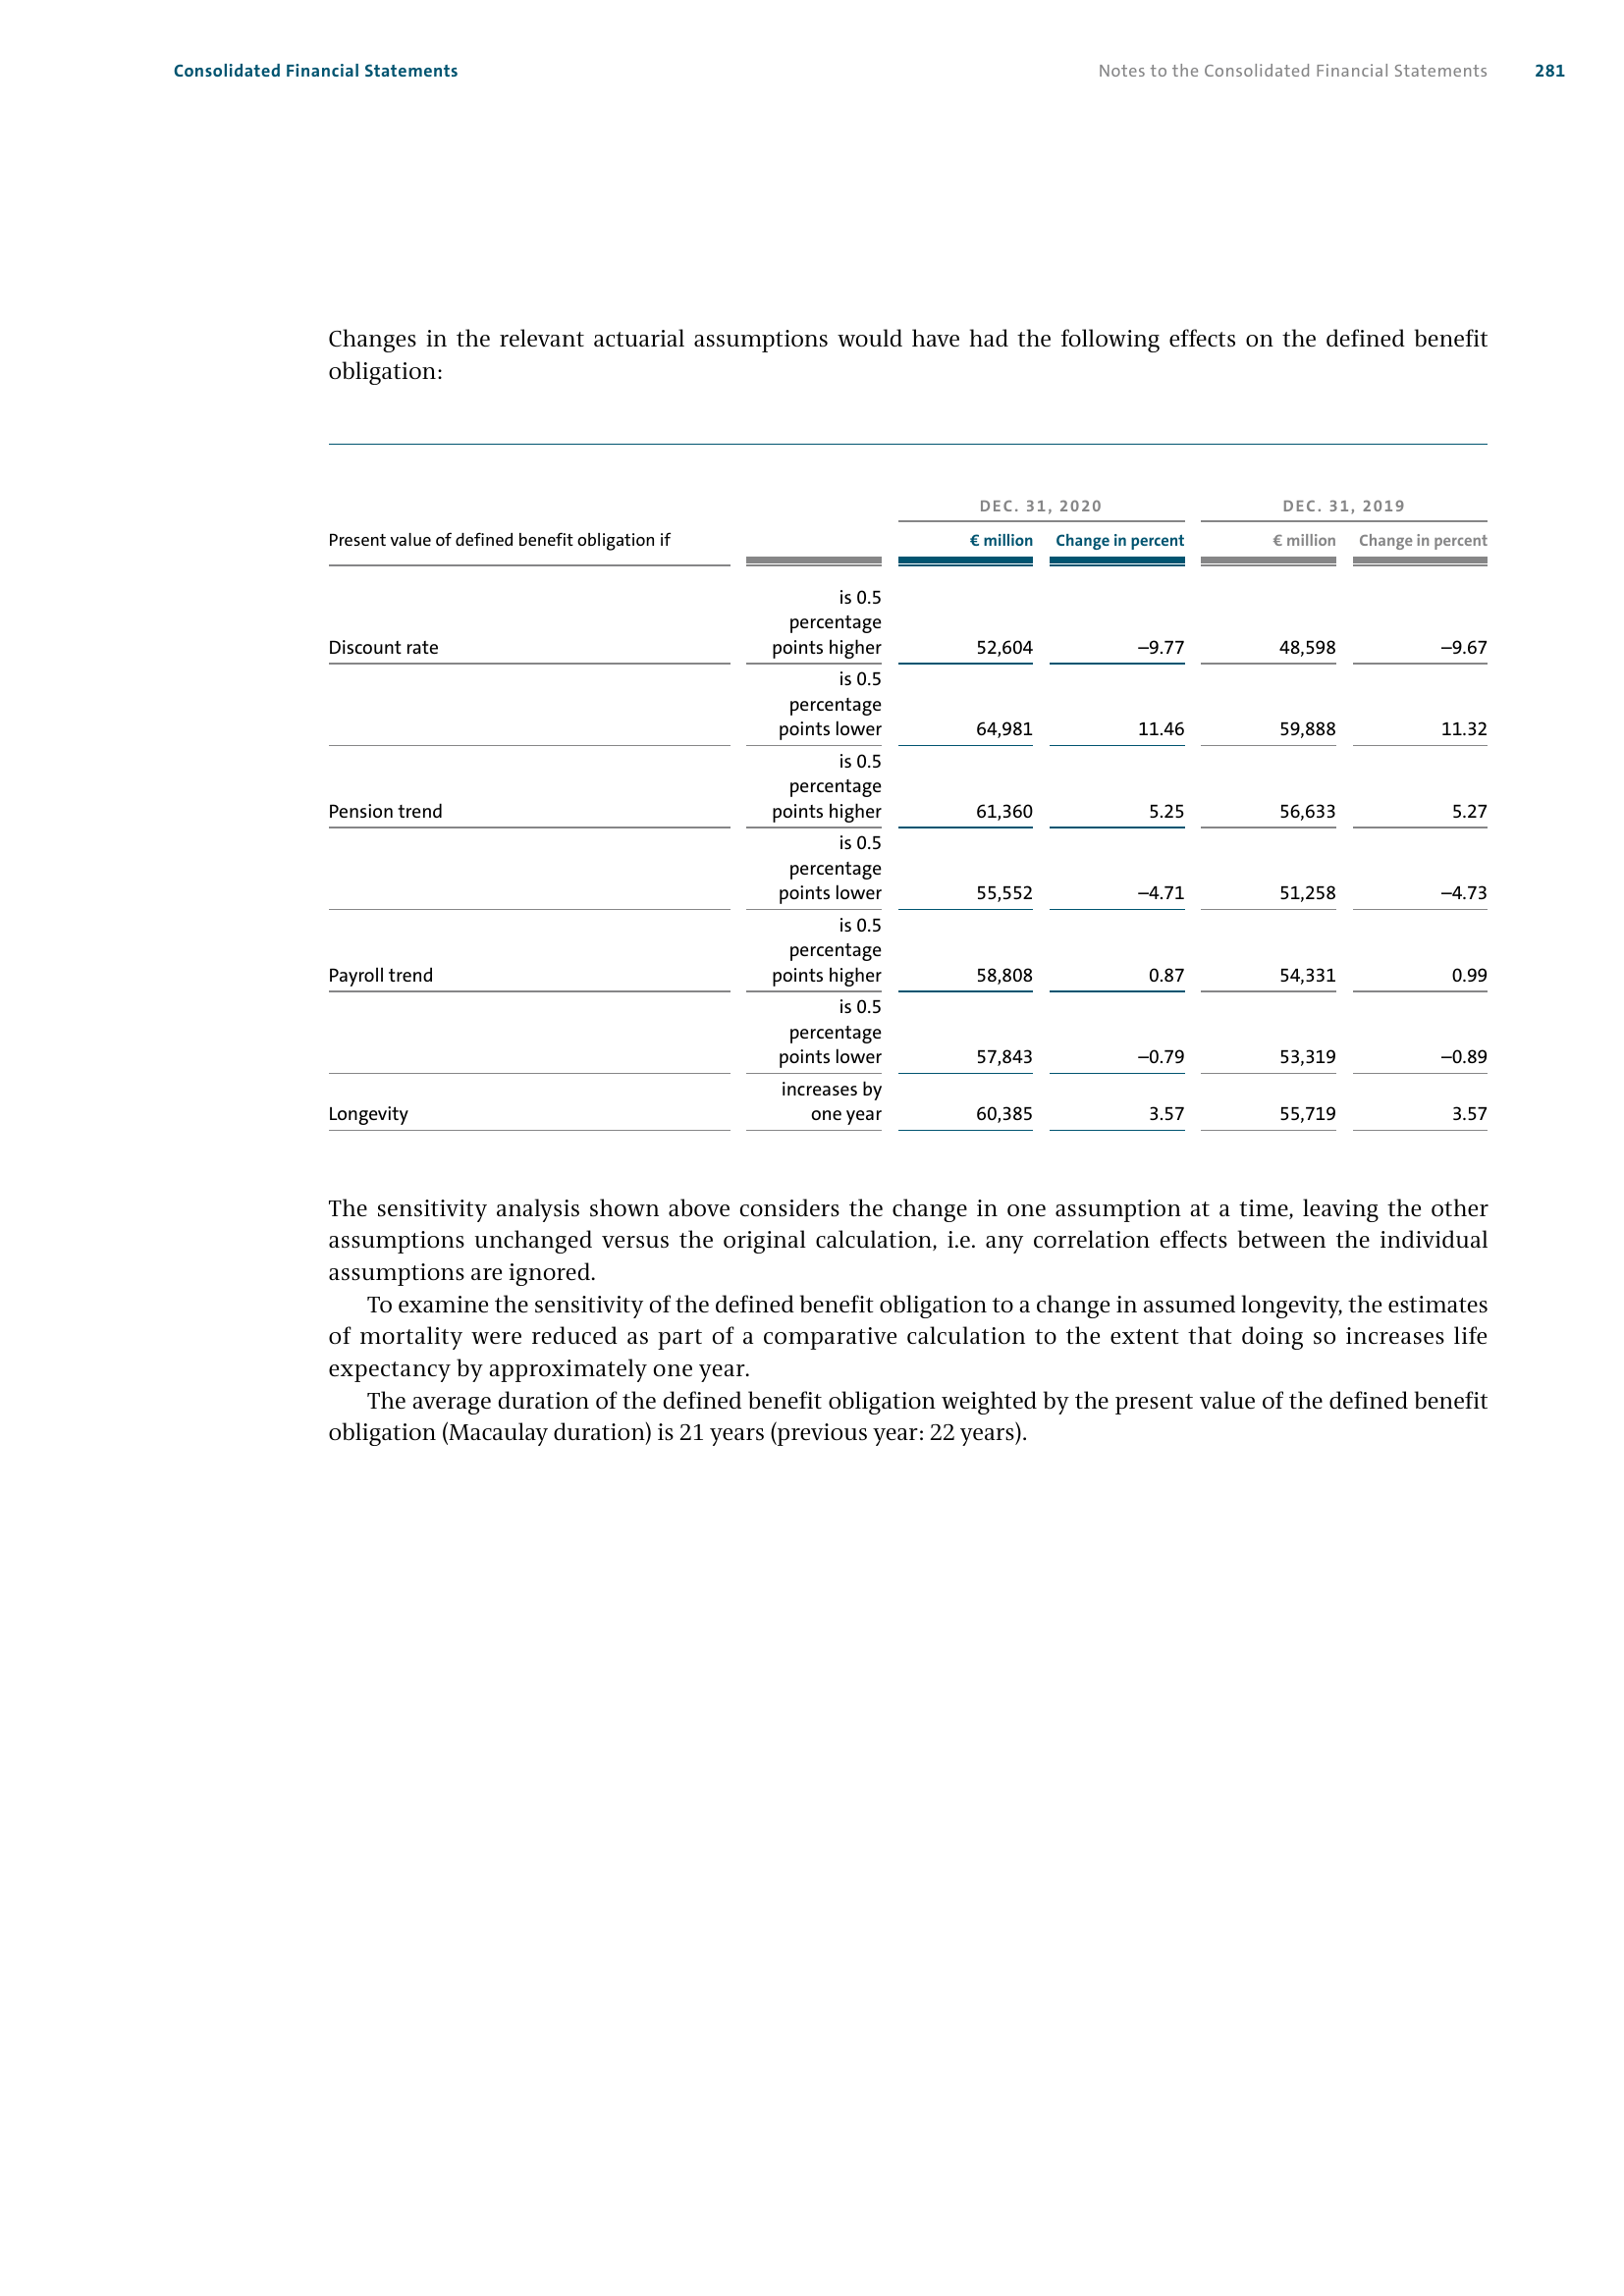 Consolidated Financial Statements Notes to the Consolidated Financial Statements 281
Changes in the relevant actuarial assumptions would have had the following effects on the defined benefit
obligation:
DEC. 31, 2020 DEC. 31, 2019
Present value of defined benefit obligation if € million Change in percent € million Change in percent
is 0.5
percentage
Discount rate points higher 52,604 –9.77 48,598 –9.67
is 0.5
percentage
points lower 64,981 11.46 59,888 11.32
is 0.5
percentage
Pension trend points higher 61,360 5.25 56,633 5.27
is 0.5
percentage
points lower 55,552 –4.71 51,258 –4.73
is 0.5
percentage
Payroll trend points higher 58,808 0.87 54,331 0.99
is 0.5
percentage
points lower 57,843 –0.79 53,319 –0.89
increases by
Longevity one year 60,385 3.57 55,719 3.57
The sensitivity analysis shown above considers the change in one assumption at a time, leaving the other
assumptions unchanged versus the original calculation, i.e. any correlation effects between the individual
assumptions are ignored.
To examine the sensitivity of the defined benefit obligation to a change in assumed longevity, the estimates
of mortality were reduced as part of a comparative calculation to the extent that doing so increases life
expectancy by approximately one year.
The average duration of the defined benefit obligation weighted by the present value of the defined benefit
obligation (Macaulay duration) is 21 years (previous year: 22 years).